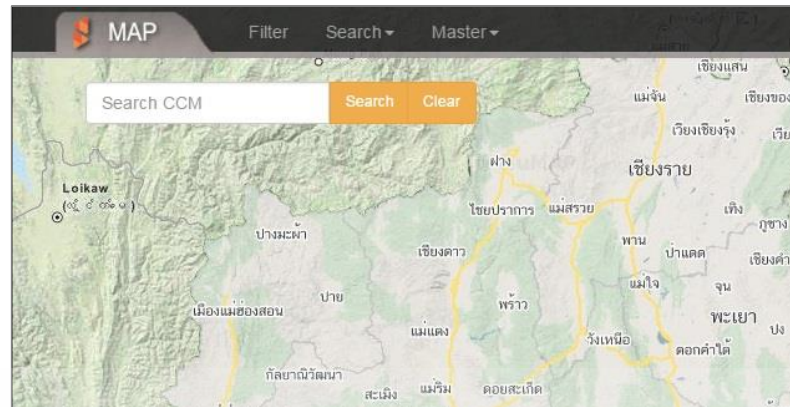 MAP Filter Search Master
เชียงแสน
Search CCM Search Clear
แม่จัน เชียงของ
เวียงเชียงรุ้ง
ฝาง
เชียงราย
Loikaw
ไชยปราการ แม่สรวย เทิง
ปางมะผ้า พาน
เชียงดาว ป่าแดด
แม่ใจ จุน
เมืองแม่ฮ่องสอน ปาย พร้าว
พะเยา ปง
แม่แตง วังเหนือ
ดอกคำใต้
กัลยาณิวัฒนา
สะเมิง แม่ริม ดอยสะเก็ด